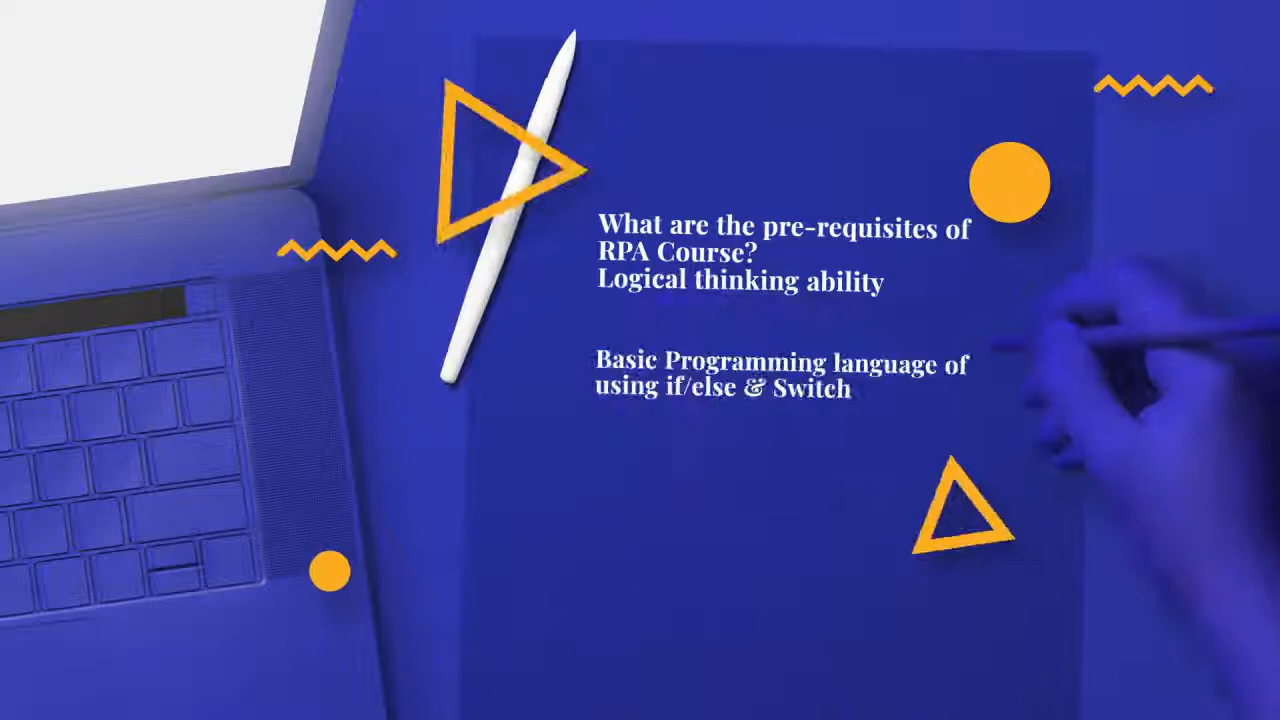 What are the pre-requisites of
RPA Course?
Logical thinking ability
Basic Programming language of
using if/else & Switch